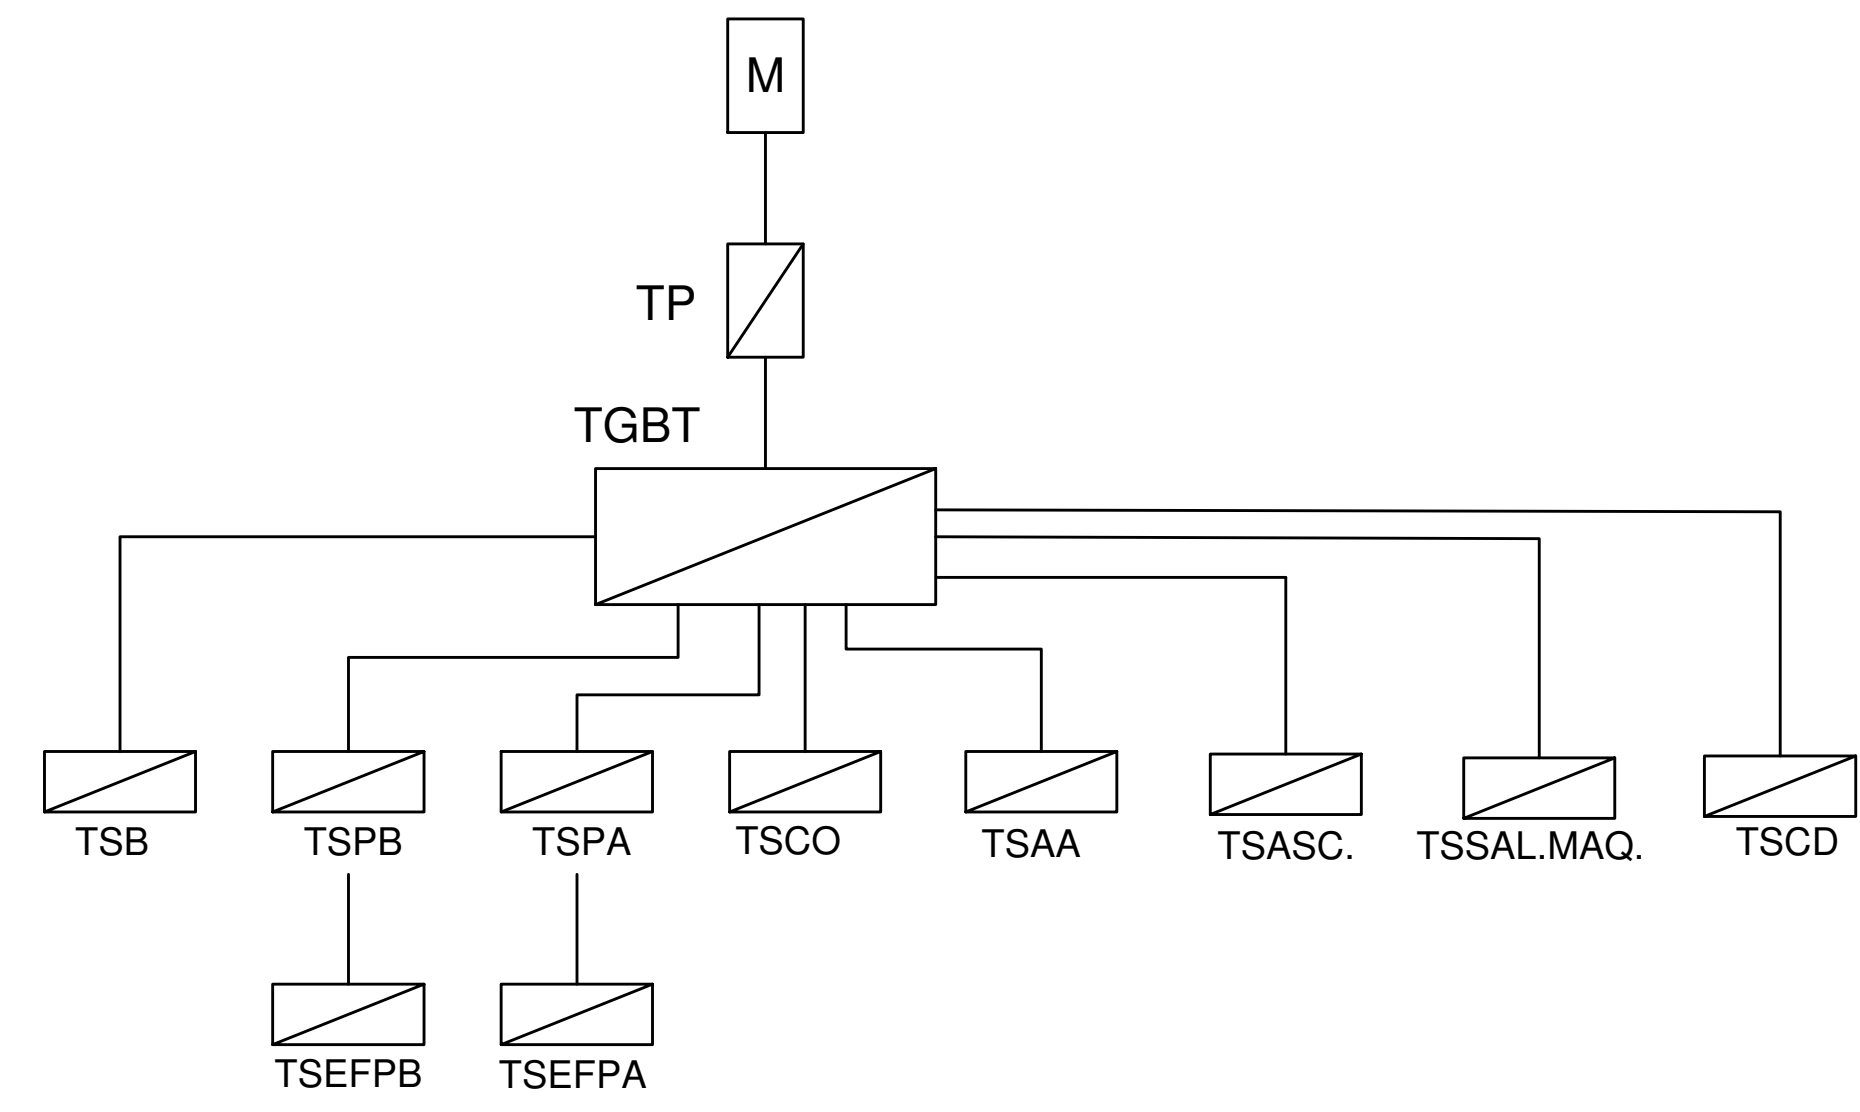 M
TP
TGBT
TSB
TSPB
TSPA
TSCO
TSAA
TSASC.
TSSAL.MAQ.
TSCD
TSEFPB
TSEFPA